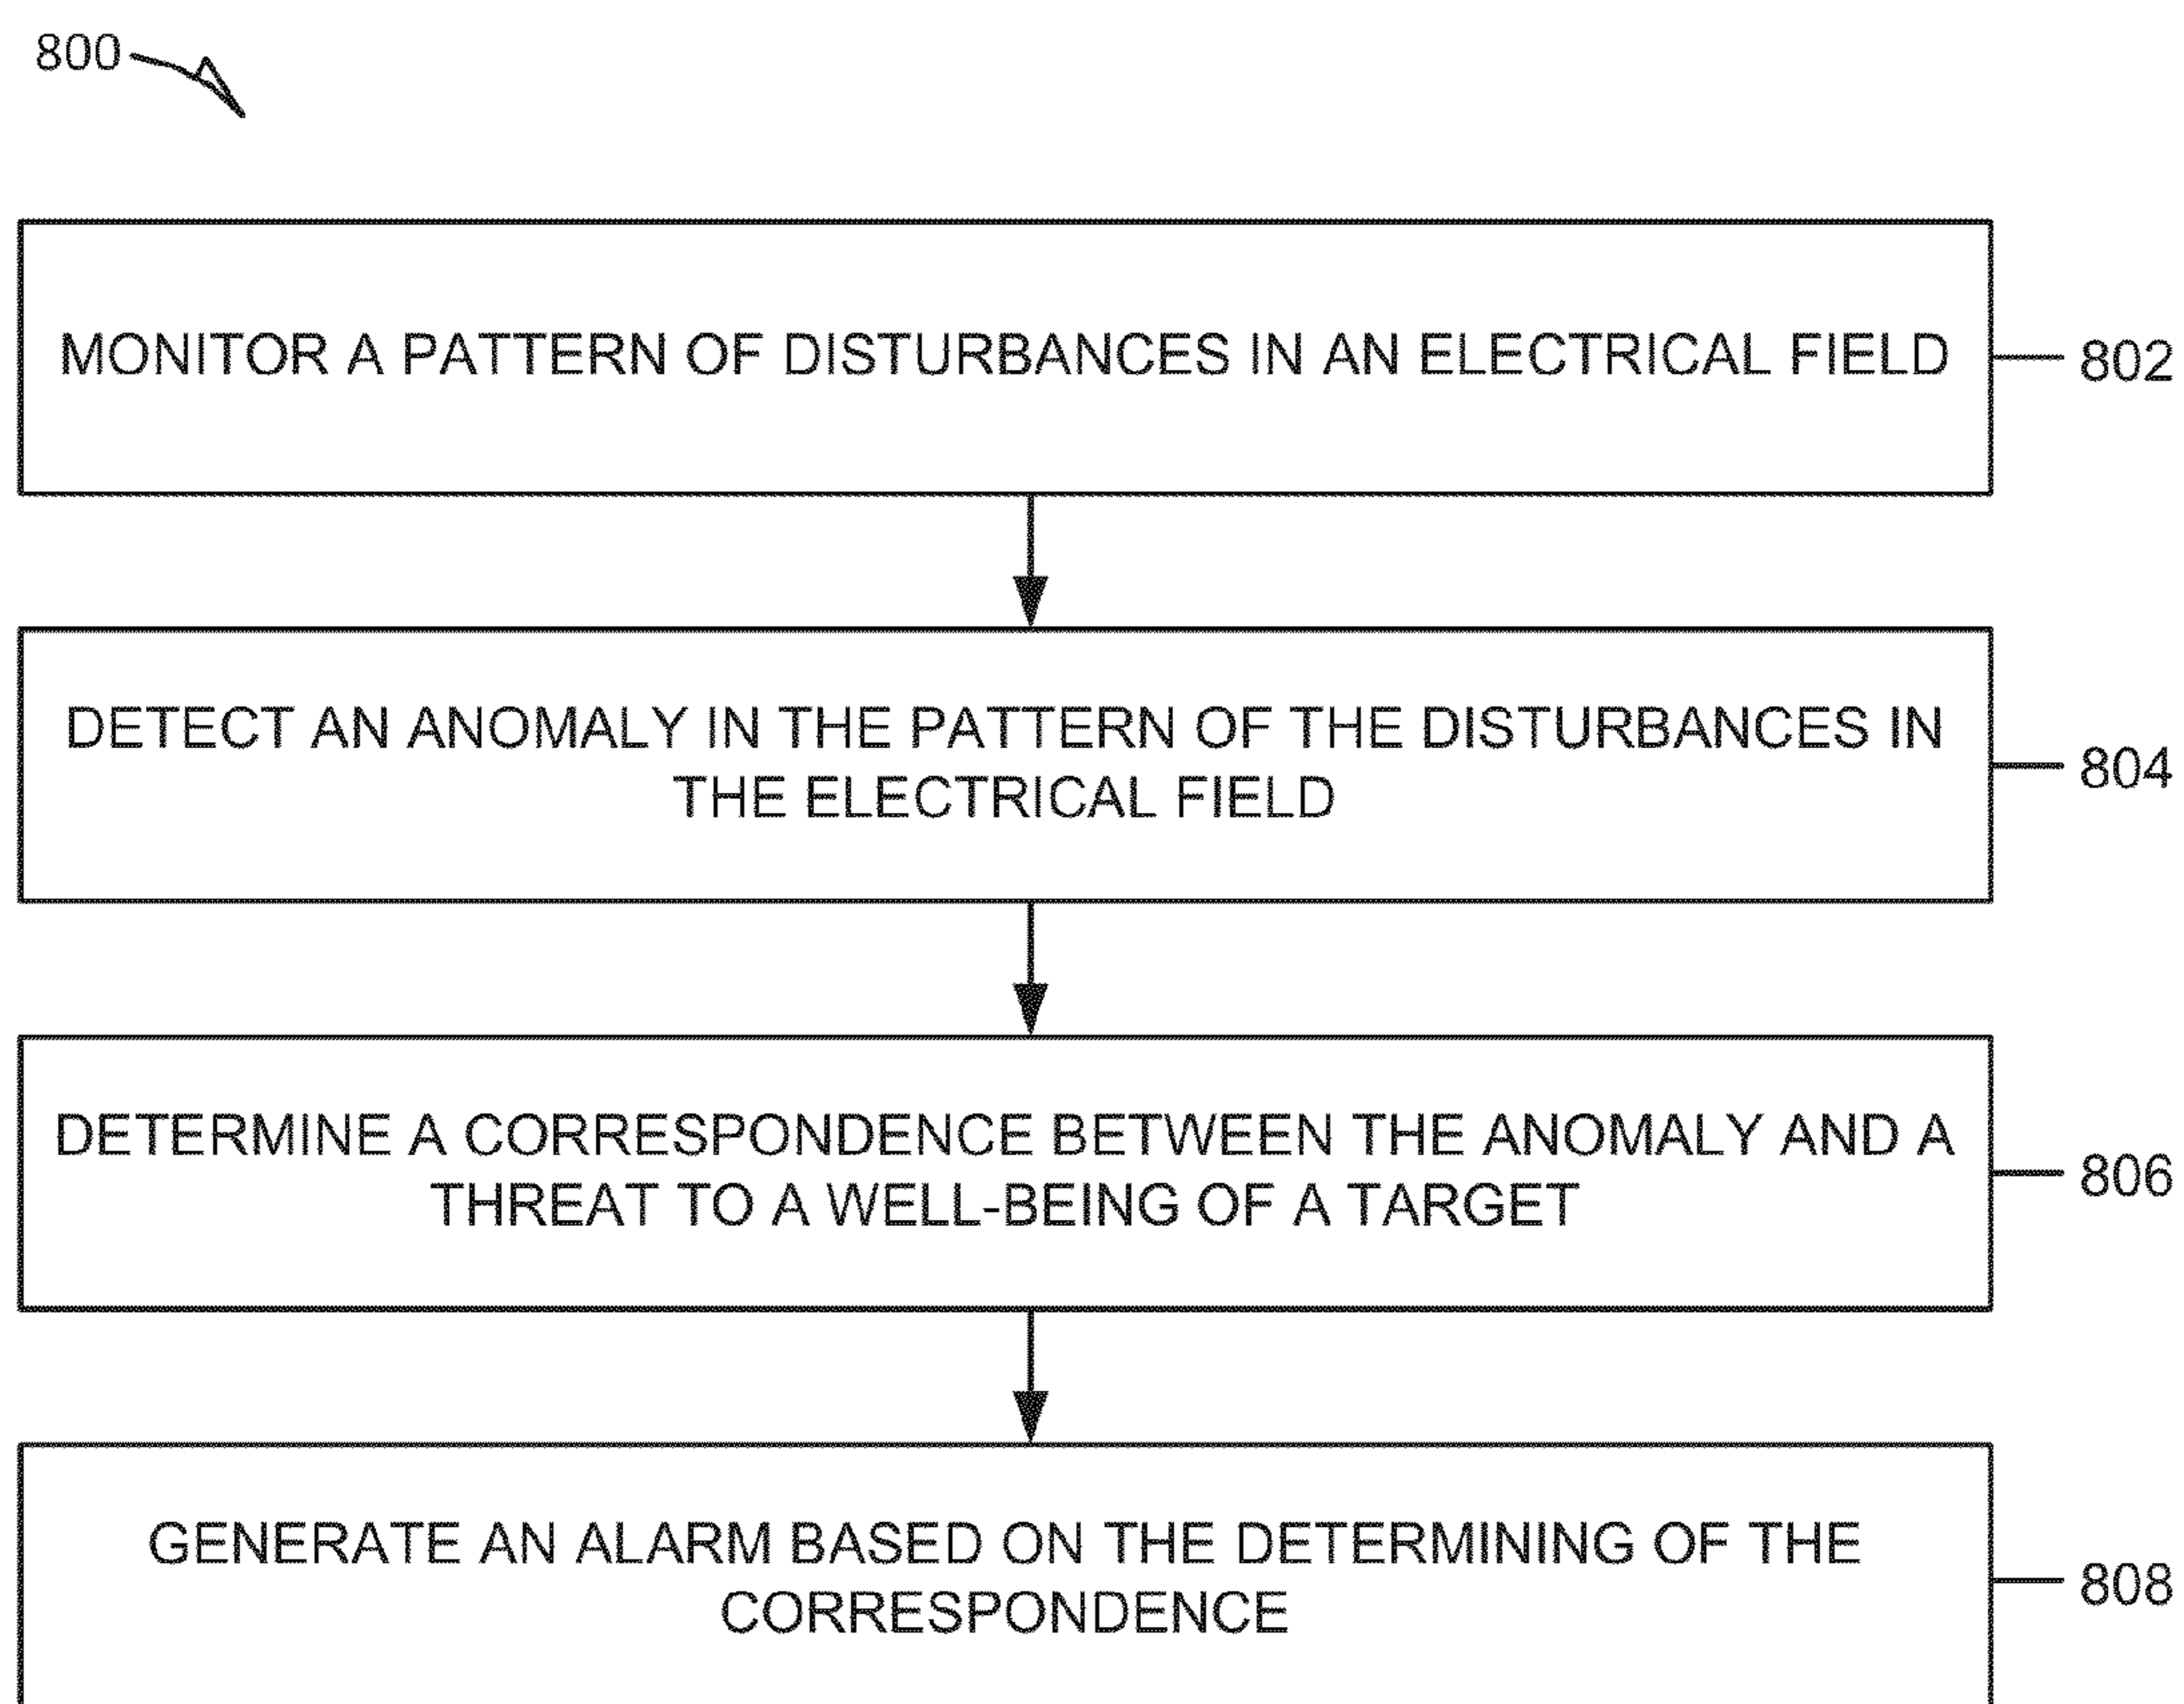 800
MONITOR A PATTERN OF DISTURBANCES IN AN ELECTRICAL FIELD
802
DETECT AN ANOMALY IN THE PATTERN OF THE DISTURBANCES IN
THE ELECTRICAL FIELD
804
DETERMINE A CORRESPONDENCE BETWEEN THE ANOMALY AND A
THREAT TO A WELL-BEING OF A TARGET
806
GENERATE AN ALARM BASED ON THE DETERMINING OF THE
CORRESPONDENCE
808